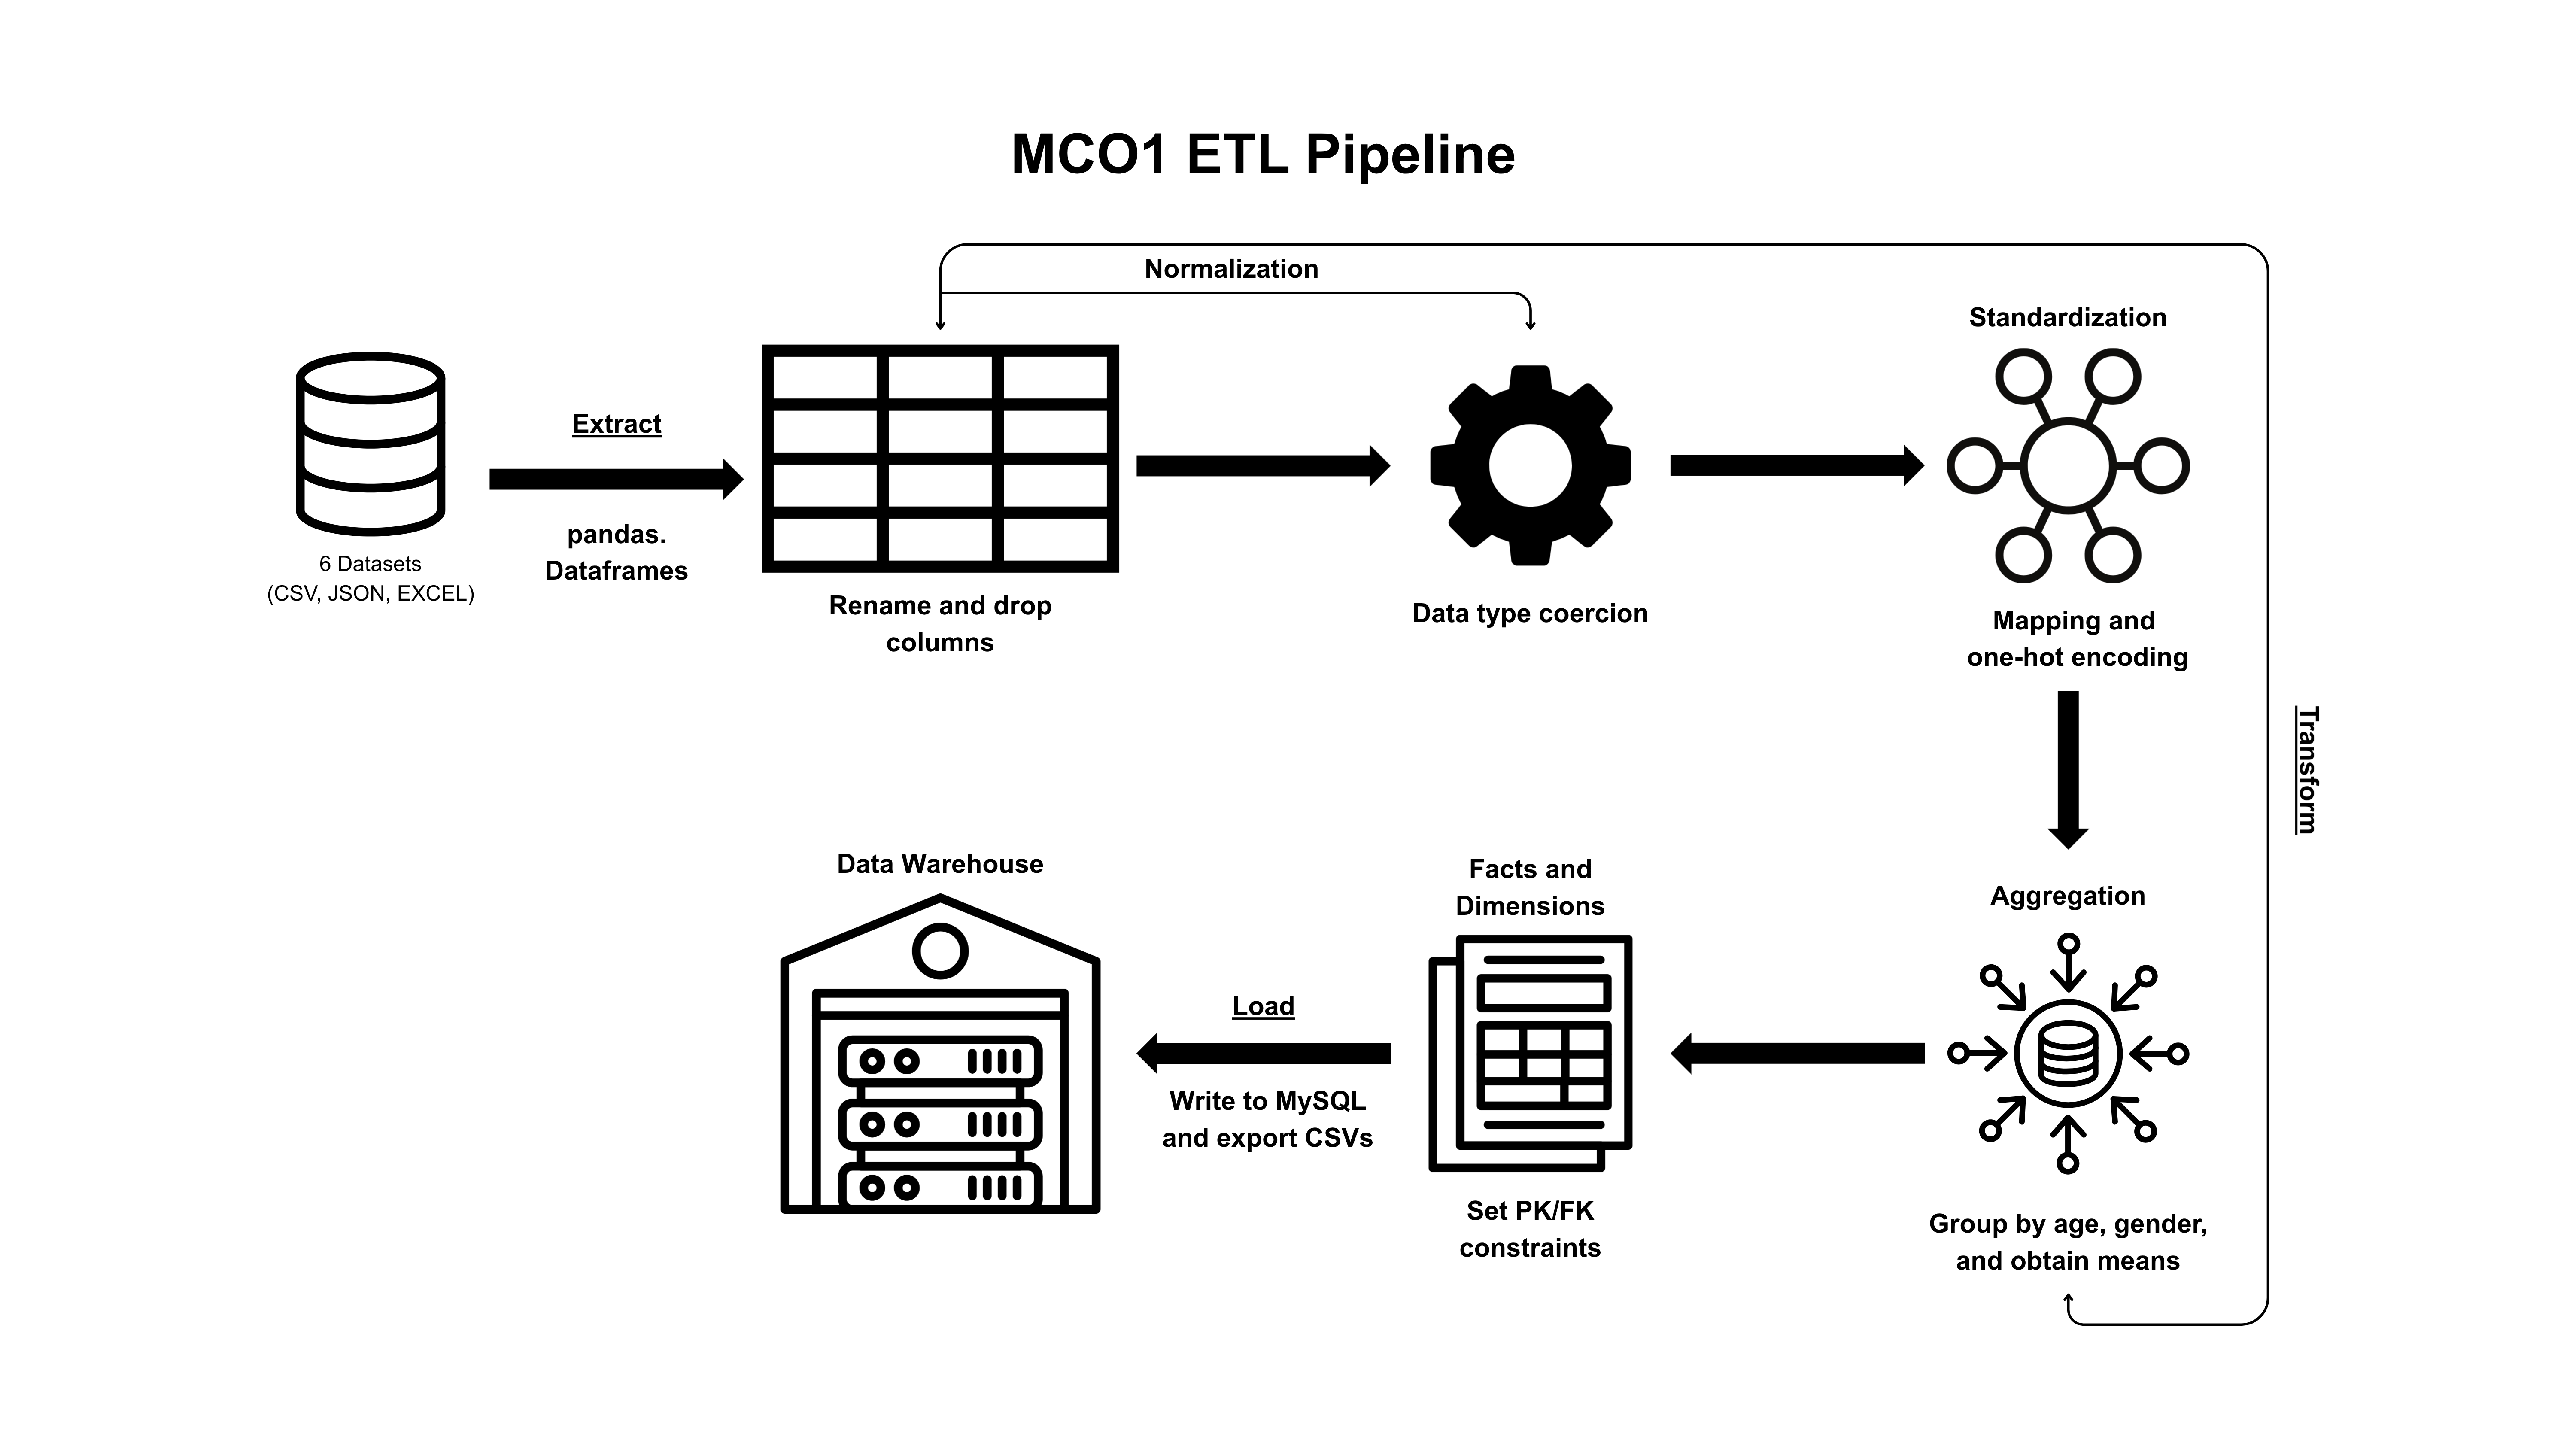 MCO1 ETL Pipeline
Normalization
Standardization
Extract
pandas.
Dataframes
6 Datasets
(CSV, JSON, EXCEL)
Rename and drop
columns
Data type coercion
Mapping and
one-hot encoding
Transform
Data Warehouse
Facts and
Dimensions
Aggregation
Load
Write to MySQL
and export CSVs
Set PK/FK
constraints
Group by age, gender,
and obtain means